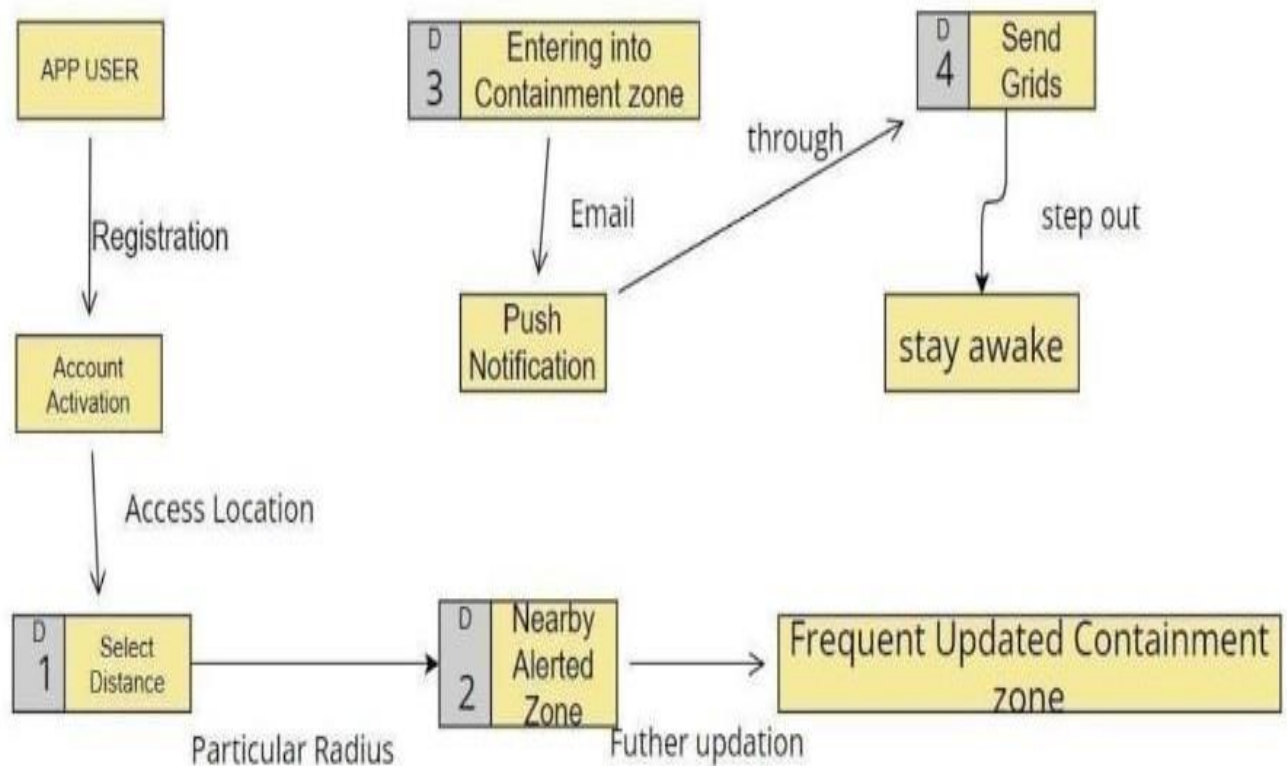 APP USER
Registration
Account
Activation
Access Location
D
1
Select
Distance
Particular Radius
D
2
Nearby
Alerted
Zone
Futher updation
Frequent Updated Containment
zone
D
3
Entering into
Containment zone
Email
Push
Notification
through
D
4
Send
Grids
step out
stay awake